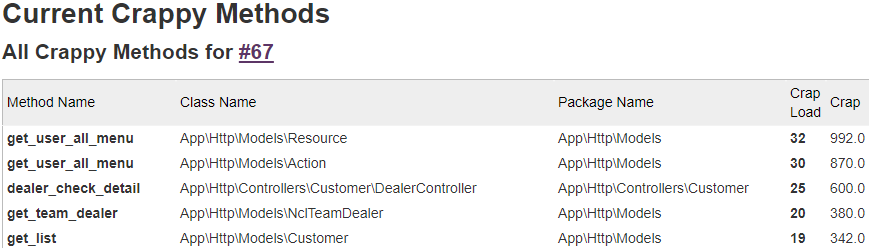 Current Crappy Methods
All Crappy Methods for #67
Method Name Class Name Package Name Crap Load Crap
get_user_all_menu App\Http\Models\Resource App\Http\Models 32 992.0
get_user_all_menu App\Http\Models\Action App\Http\Models 30 870.0
dealer_check_detail App\Http\Controllers\Customer\DealerController App\Http\Controllers\Customer 25 600.0
get_team_dealer App\Http\Models\NclTeamDealer App\Http\Models 20 380.0
get_list App\Http\Models\Customer App\Http\Models 19 342.0